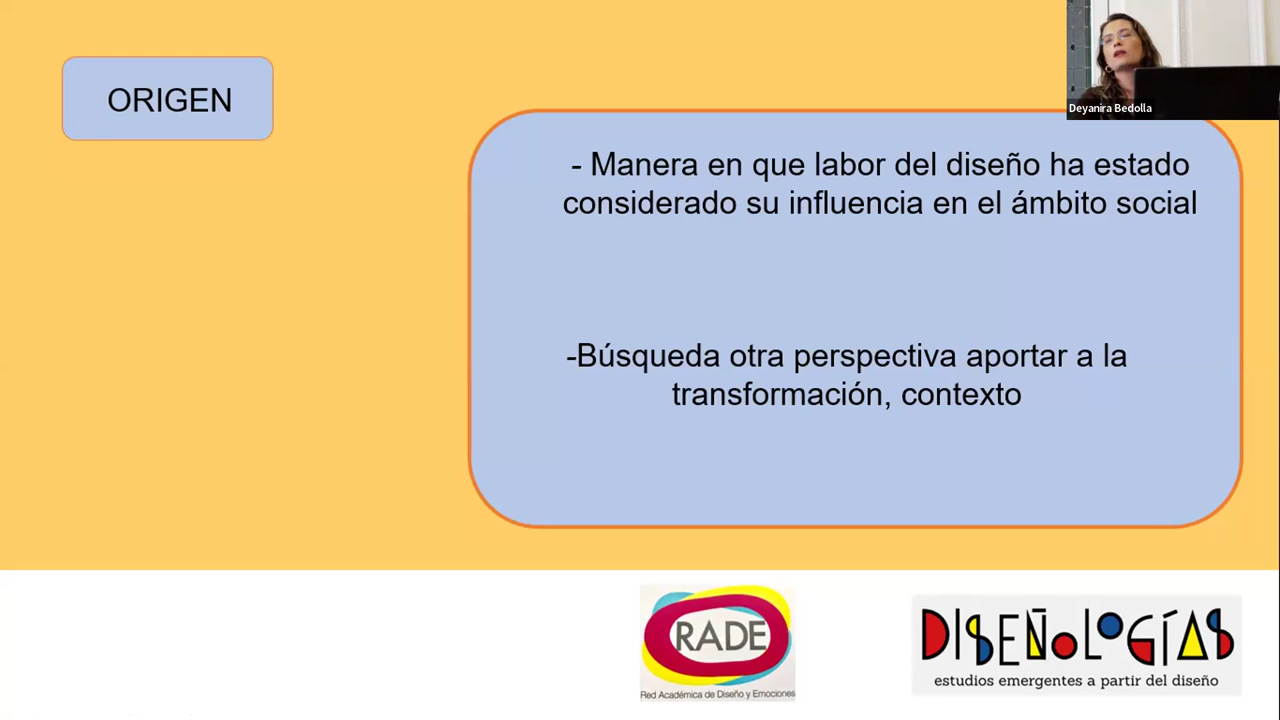 ORIGEN
Deyanira Bedolla
- Manera en que labor del diseño ha estado
considerado su influencia en el ámbito social
-Búsqueda otra perspectiva aportar a la
transformación, contexto
RADE
Red Académica de Diseño y Emociones
DISEÑOLOGÍAS
estudios emergentes a partir del diseño